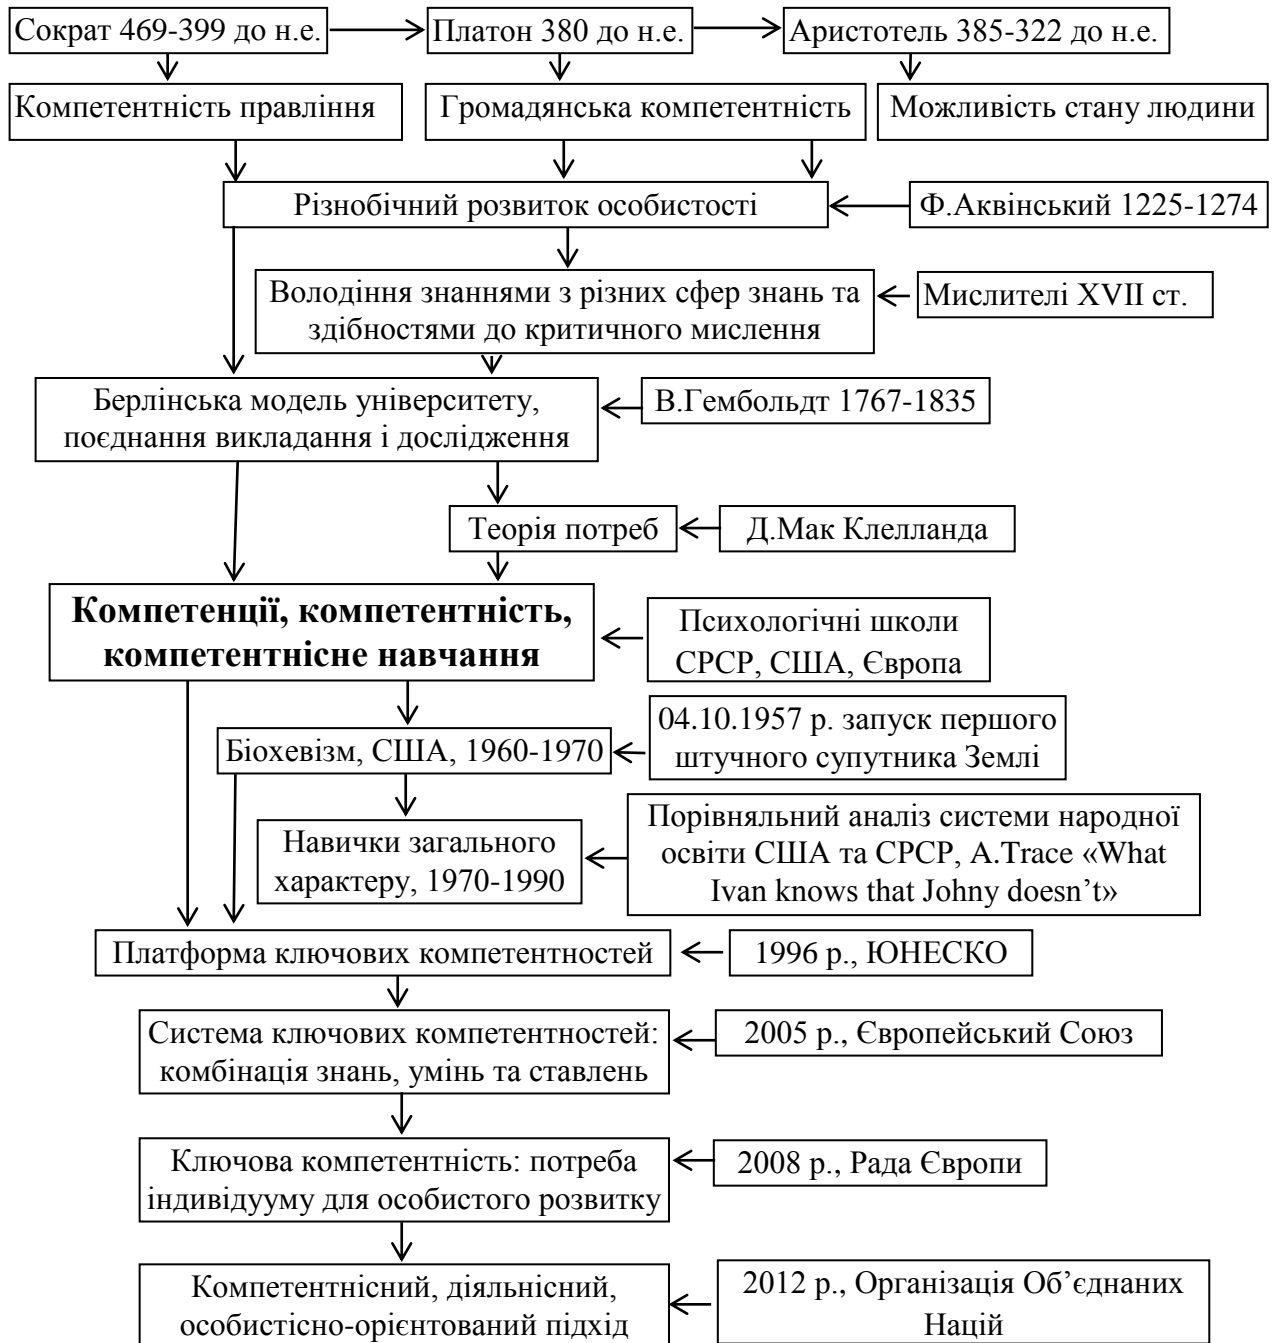 Сократ 469-399 до н.е.
Платон 380 до н.е.
Аристотель 385-322 до н.е.
Компетентність правління
Громадянська компетентність
Можливість стану людини
Різнобічний розвиток особистості
Ф.Аквінський 1225-1274
Володіння знаннями з різних сфер знань та
здібностями до критичного мислення
Мислителі XVII ст.
Берлінська модель університету,
поєднання викладання і дослідження
В.Гембольдт 1767-1835
Теорія потреб
Д.Мак Клелланда
Компетенції, компетентність,
компетентнісне навчання
Психологічні школи
СРСР, США, Європа
Біохевізм, США, 1960-1970
04.10.1957 р. запуск першого
штучного супутника Землі
Навички загального
характеру, 1970-1990
Порівняльний аналіз системи народної
освіти США та СРСР, A.Trace «What
Ivan knows that Johny doesn’t»
Платформа ключових компетентностей
1996 р., ЮНЕСКО
Система ключових компетентностей:
комбінація знань, умінь та ставлень
2005 р., Європейський Союз
Ключова компетентність: потреба
індивідууму для особистого розвитку
2008 р., Рада Європи
Компетентнісний, діяльнісний,
особистісно-орієнтований підхід
2012 р., Організація Об’єднаних
Націй